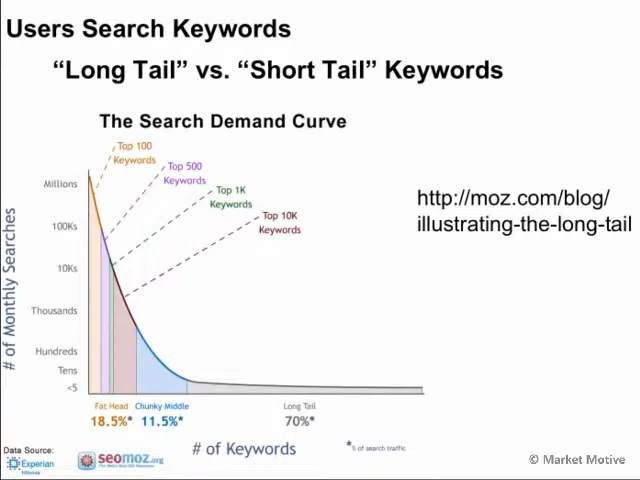 Users Search Keywords
“Long Tail” vs. “Short Tail” Keywords
The Search Demand Curve
Top 100
Keywords
Top 500
Keywords
Top 1K
Keywords
Top 10K
Keywords
http://moz.com/blog/
illustrating-the-long-tail
# of Monthly Searches
Millions
100Ks
10Ks
Thousands
Hundreds
Tens
<5
Fat Head
18.5%*
Chunky Middle
11.5%*
Long Tail
70%*
# of Keywords
*% of search traffic
Data Source:
Experian
Hitwise
seomoz.org
© Market Motive